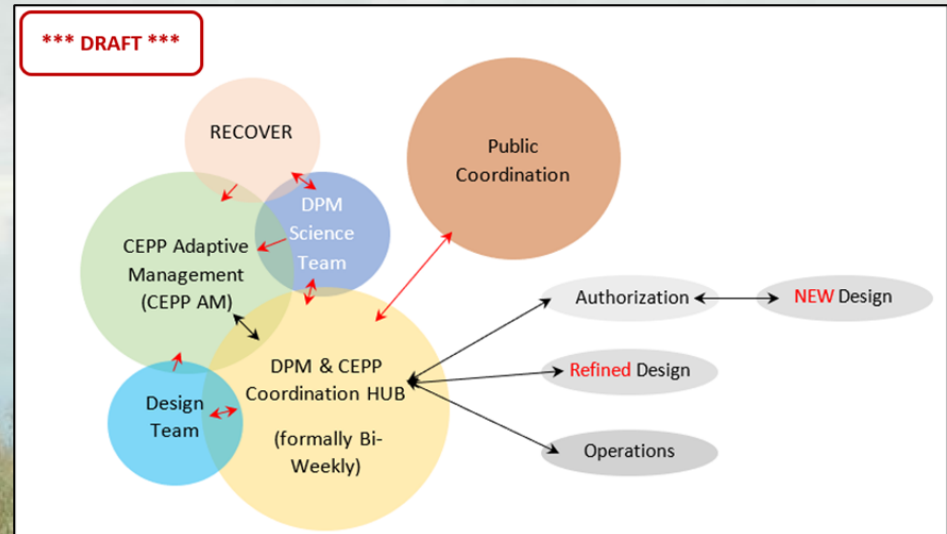 *** DRAFT ***
RECOVER
Public
Coordination
DPM
Science
Team
CEPP Adaptive
Management
(CEPP AM)
Authorization
NEW Design
DPM & CEPP
Coordination HUB
(formally Bi-
Weekly)
Refined Design
Design
Team
Operations